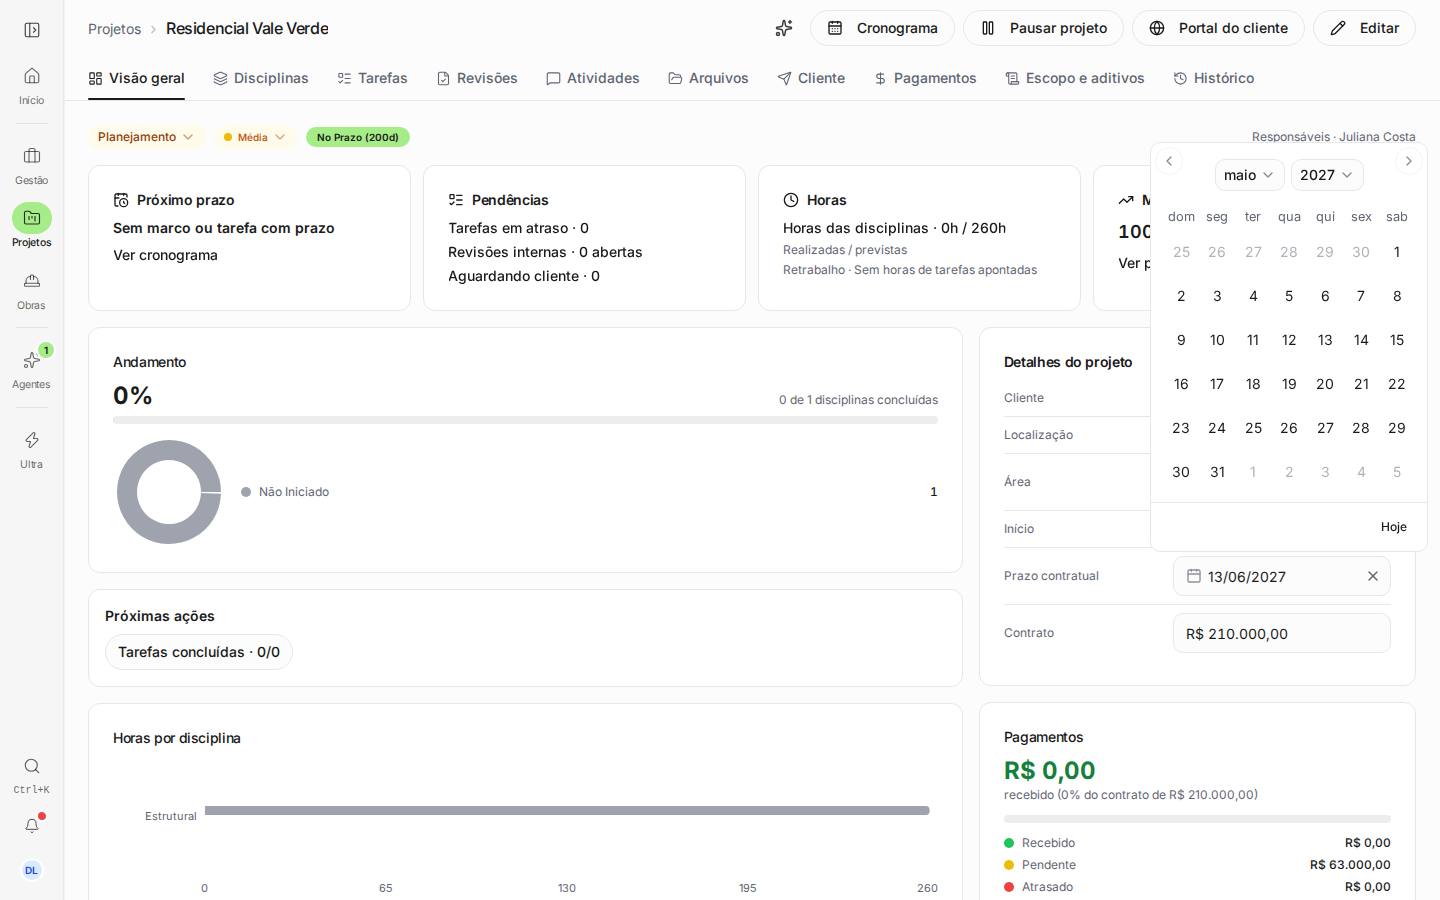 Projetos > Residencial Vale Verde
Cronograma
Pausar projeto
Portal do cliente
Editar
Visão geral
Disciplinas
Tarefas
Revisões
Atividades
Arquivos
Cliente
Pagamentos
Escopo e aditivos
Histórico
Início
Gestão
Projetos
Obras
1
Agentes
Ultra
Ctrl+K
DL
Planejamento
Média
No Prazo (200d)
Responsáveis · Juliana Costa
Próximo prazo
Sem marco ou tarefa com prazo
Ver cronograma
Pendências
Tarefas em atraso · 0
Revisões internas · 0 abertas
Aguardando cliente · 0
Horas
Horas das disciplinas · 0h / 260h
Realizadas / previstas
Retrabalho · Sem horas de tarefas apontadas
M
100
Ver p
maio 2027
dom seg ter qua qui sex sab
25 26 27 28 29 30 1
2 3 4 5 6 7 8
9 10 11 12 13 14 15
16 17 18 19 20 21 22
23 24 25 26 27 28 29
30 31 1 2 3 4 5
Hoje
Andamento
0%
0 de 1 disciplinas concluídas
Não Iniciado 1
Detalhes do projeto
Cliente
Localização
Área
Início
Prazo contratual 13/06/2027
Contrato R$ 210.000,00
Próximas ações
Tarefas concluídas · 0/0
Horas por disciplina
Estrutural
0 65 130 195 260
Pagamentos
R$ 0,00
recebido (0% do contrato de R$ 210.000,00)
Recebido R$ 0,00
Pendente R$ 63.000,00
Atrasado R$ 0,00